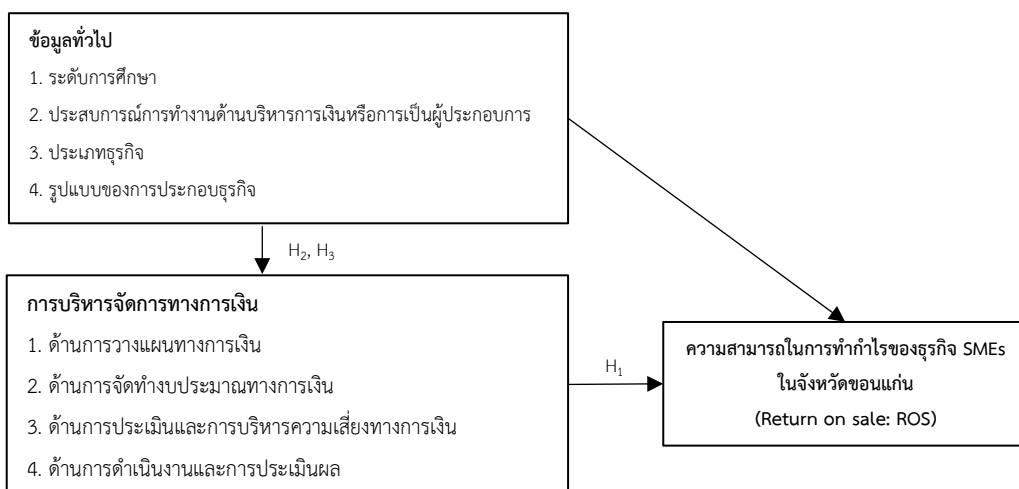 ข้อมูลทั่วไป
1. ระดับการศึกษา
2. ประสบการณ์การทำงานด้านบริหารการเงินหรือการเป็นผู้ประกอบการ
3. ประเภทธุรกิจ
4. รูปแบบของการประกอบธุรกิจ
H₂, H₃
การบริหารจัดการทางการเงิน
1. ด้านการวางแผนทางการเงิน
2. ด้านการจัดทำงบประมาณทางการเงิน
3. ด้านการประเมินและการบริหารความเสี่ยงทางการเงิน
4. ด้านการดำเนินงานและการประเมินผล
H₁
ความสามารถในการทำกำไรของธุรกิจ SMEs
ในจังหวัดขอนแก่น
(Return on sale: ROS)